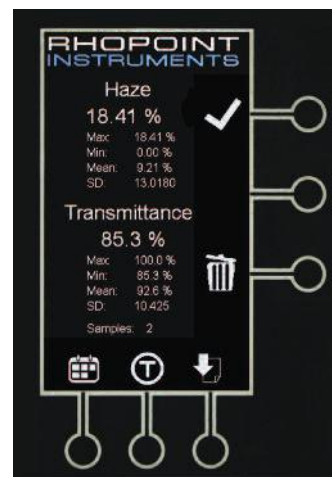 RHOPOINT
INSTRUMENTS
Haze
18.41 %
Max: 18.41 %
Min: 0.00 %
Mean: 9.21 %
SD: 13.0180
Transmittance
85.3 %
Max: 100.0 %
Min: 85.3 %
Mean: 92.6 %
SD: 10.425
Samples: 2
T